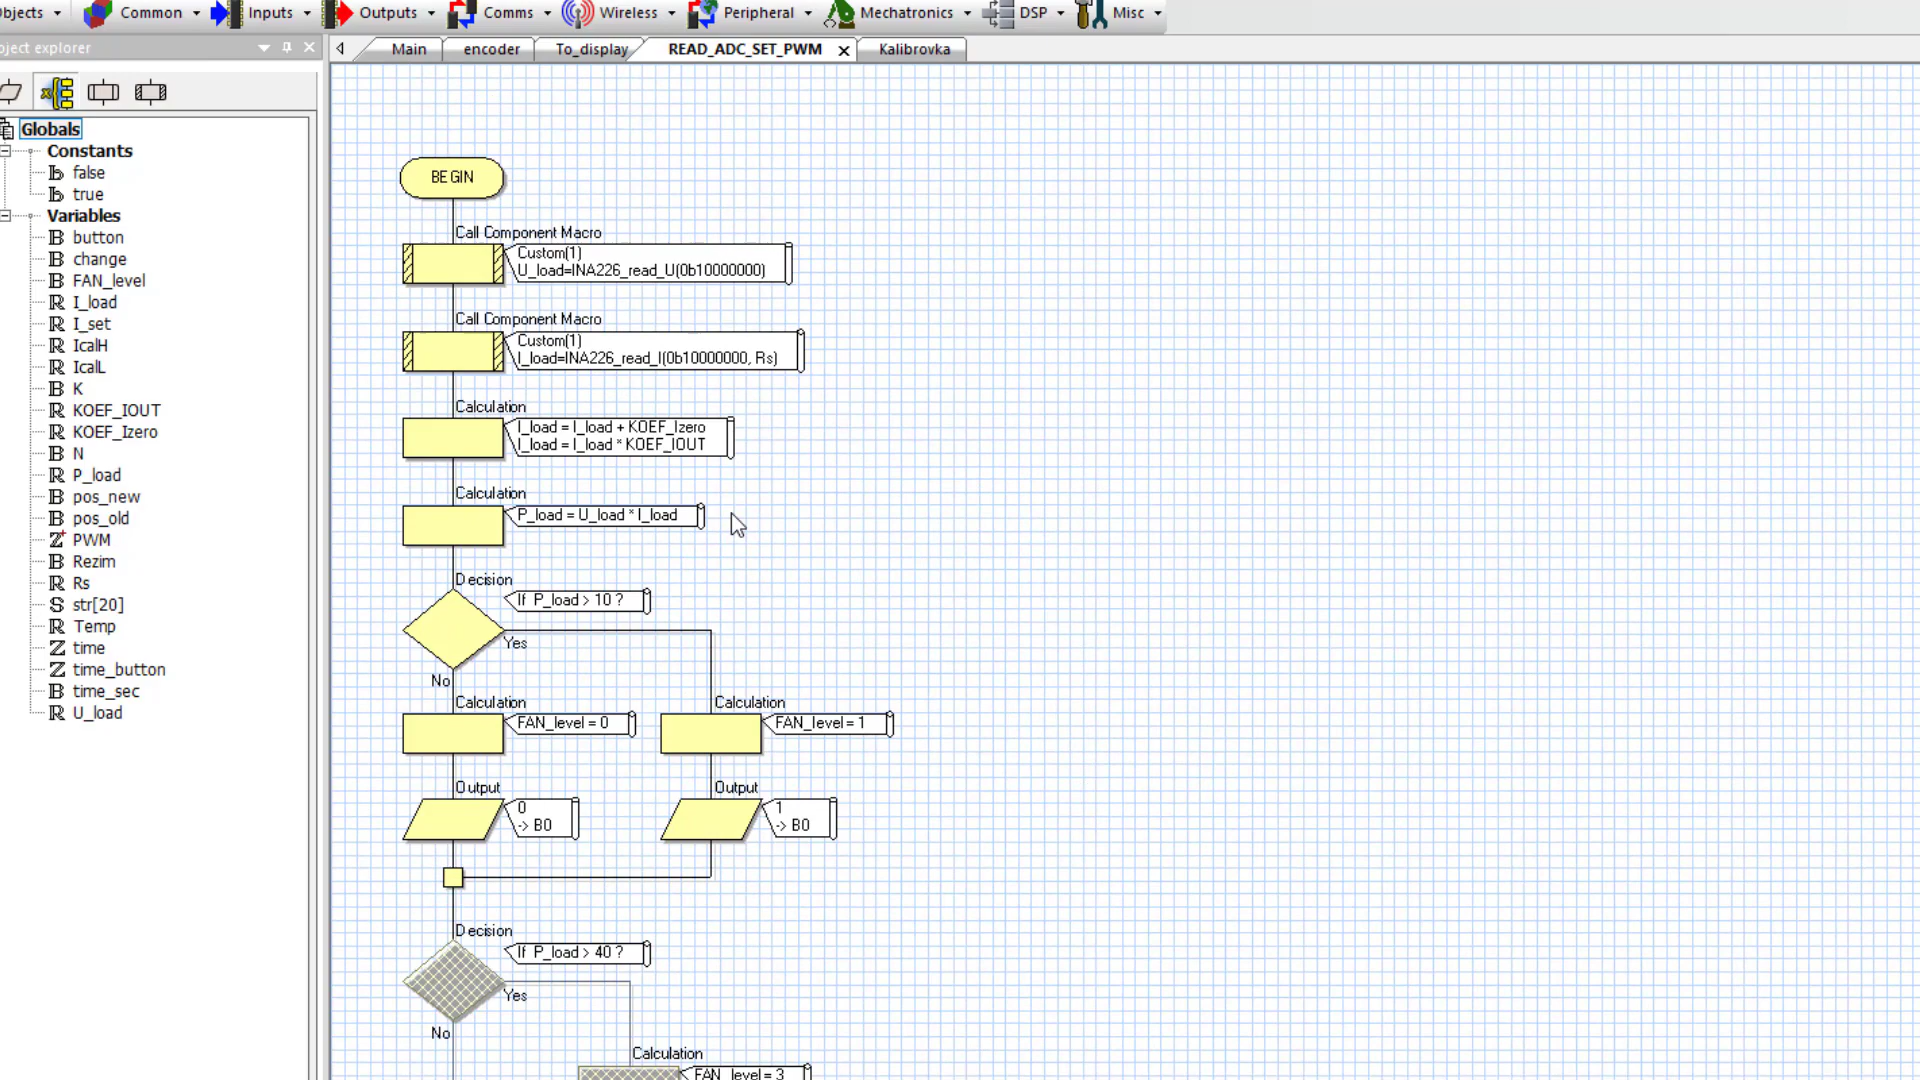 bjects Common Inputs Outputs Comms Wireless Peripheral Mechatronics DSP Misc
oject explorer
Main encoder To_display READ_ADC_SET_PWM Kalibrovka
Globals
Constants
false
true
Variables
button
change
FAN_level
I_load
I_set
IcalH
IcalL
K
KOEF_IOUT
KOEF_Izero
N
P_load
pos_new
pos_old
PWM
Rezim
Rs
str[20]
Temp
time
time_button
time_sec
U_load
BEGIN
Call Component Macro
Custom(1)
U_load=INA226_read_U(0b10000000)
Call Component Macro
Custom(1)
I_load=INA226_read_I(0b10000000, Rs)
Calculation
I_load = I_load + KOEF_Izero
I_load = I_load * KOEF_IOUT
Calculation
P_load = U_load * I_load
Decision
If P_load > 10 ?
Yes
No
Calculation
FAN_level = 0
Calculation
FAN_level = 1
Output
0
-> B0
Output
1
-> B0
Decision
If P_load > 40 ?
Yes
No
Calculation
FAN_level = 3